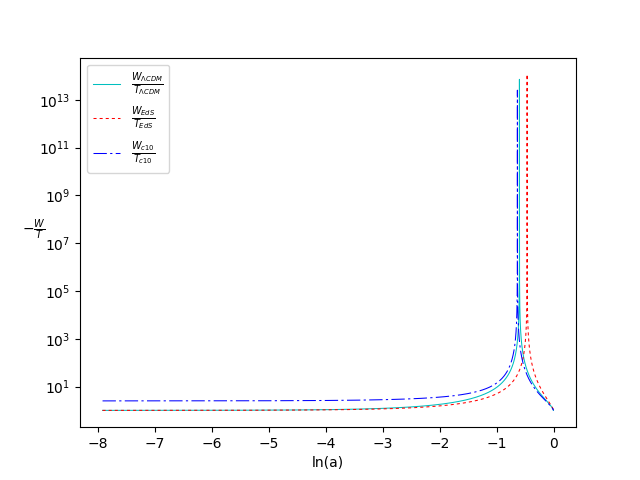 W_ΛCDM / T_ΛCDM
W_EdS / T_EdS
W_c10 / T_c10
10^13
10^11
10^9
10^7
10^5
10^3
10^1
−W/T
−8 −7 −6 −5 −4 −3 −2 −1 0
ln(a)